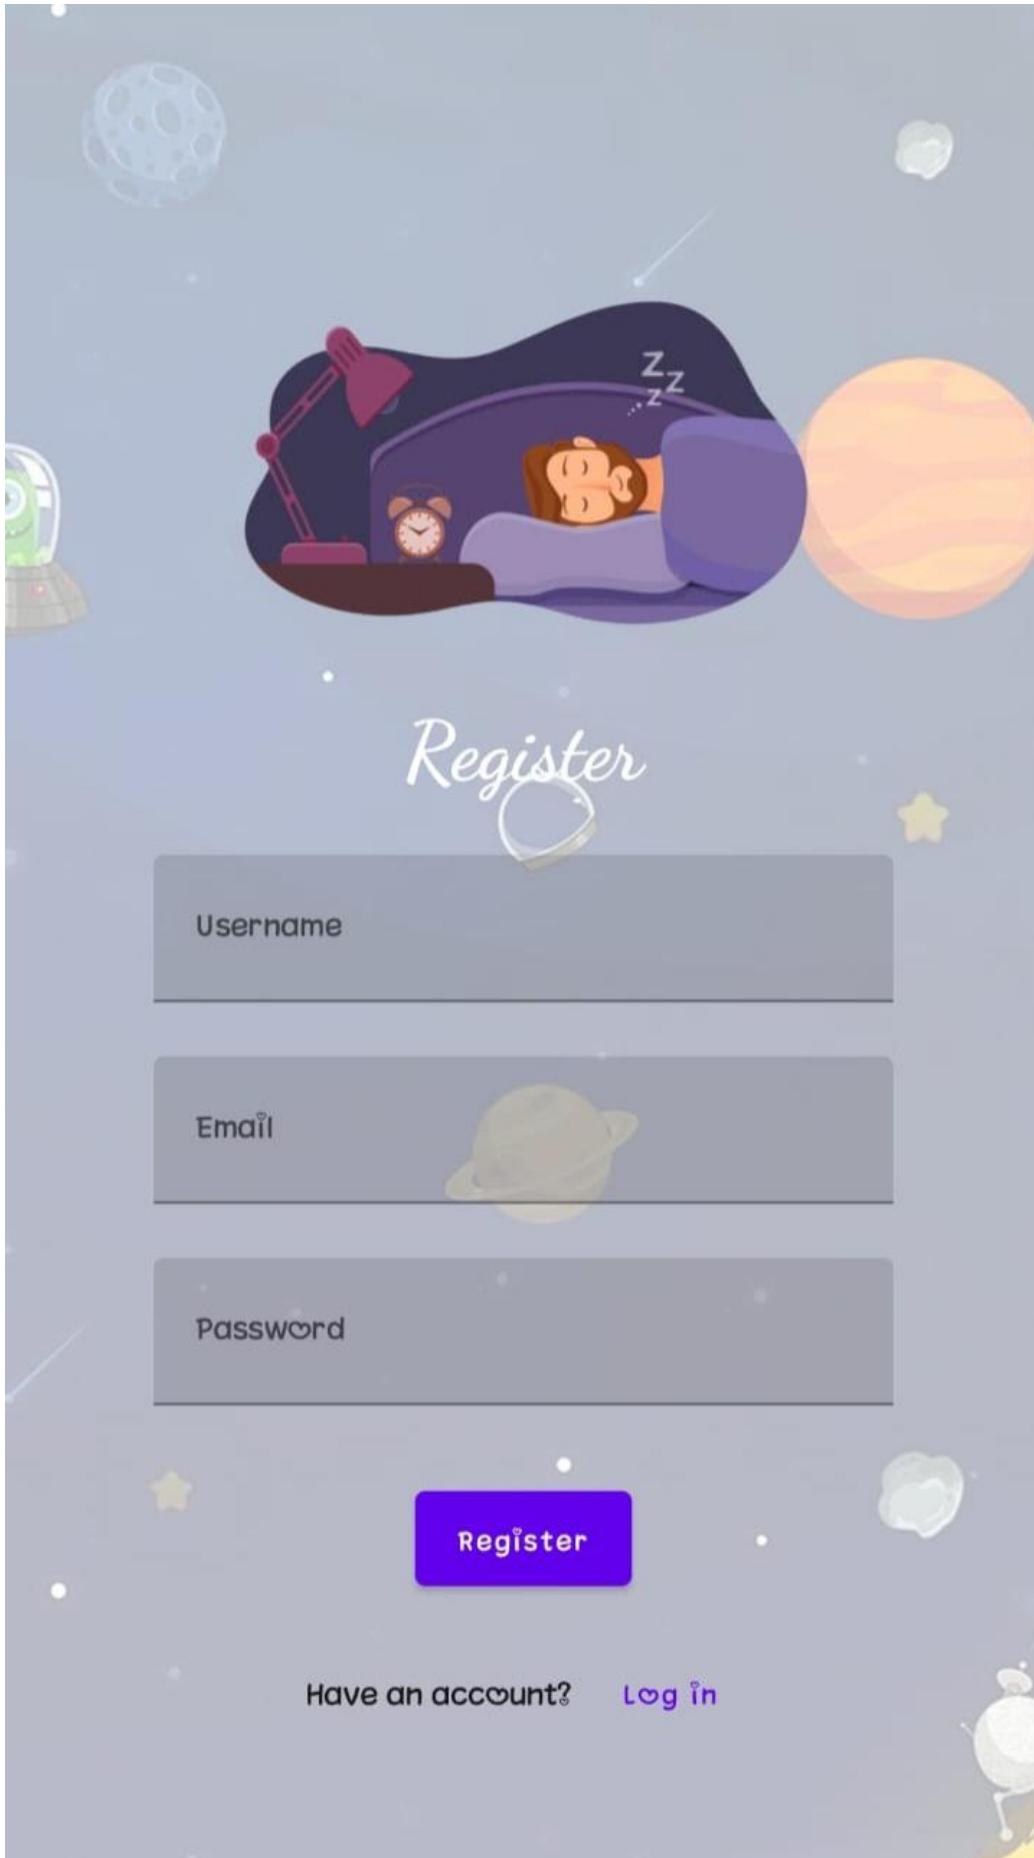 Z
Z
Z
Register
Username
Email
Password
Register
Have an account? Log in